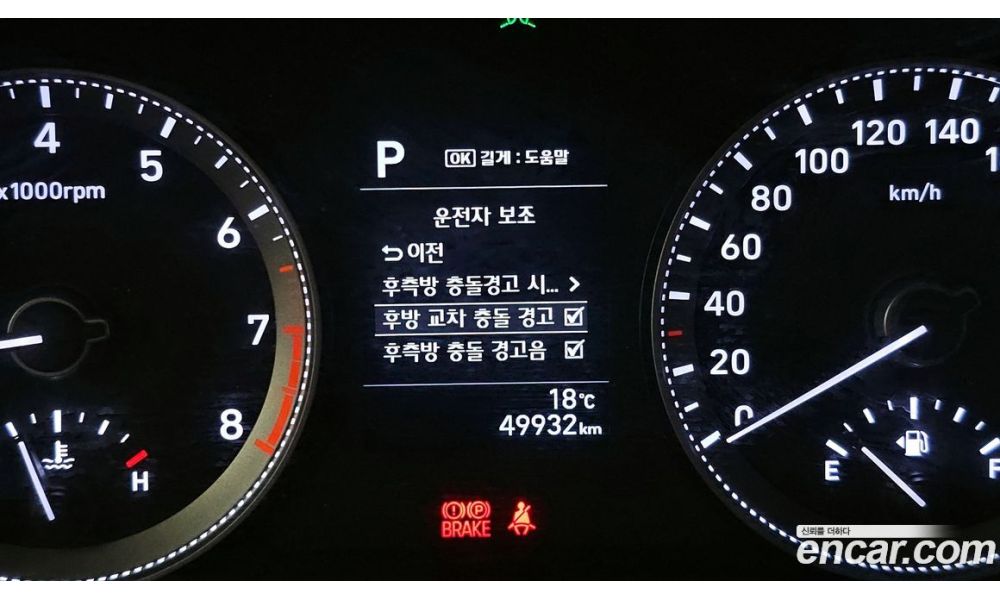 4
5
6
7
8
x1000rpm
H
P
OK 길게 : 도움말
운전자 보조
이전
후측방 충돌경고 시... >
후방 교차 충돌 경고
후측방 충돌 경고음
18°C
49932 km
(!) (P)
BRAKE
0
20
40
60
80
100
120
140
km/h
E
F
신뢰를 더하다
encar.com